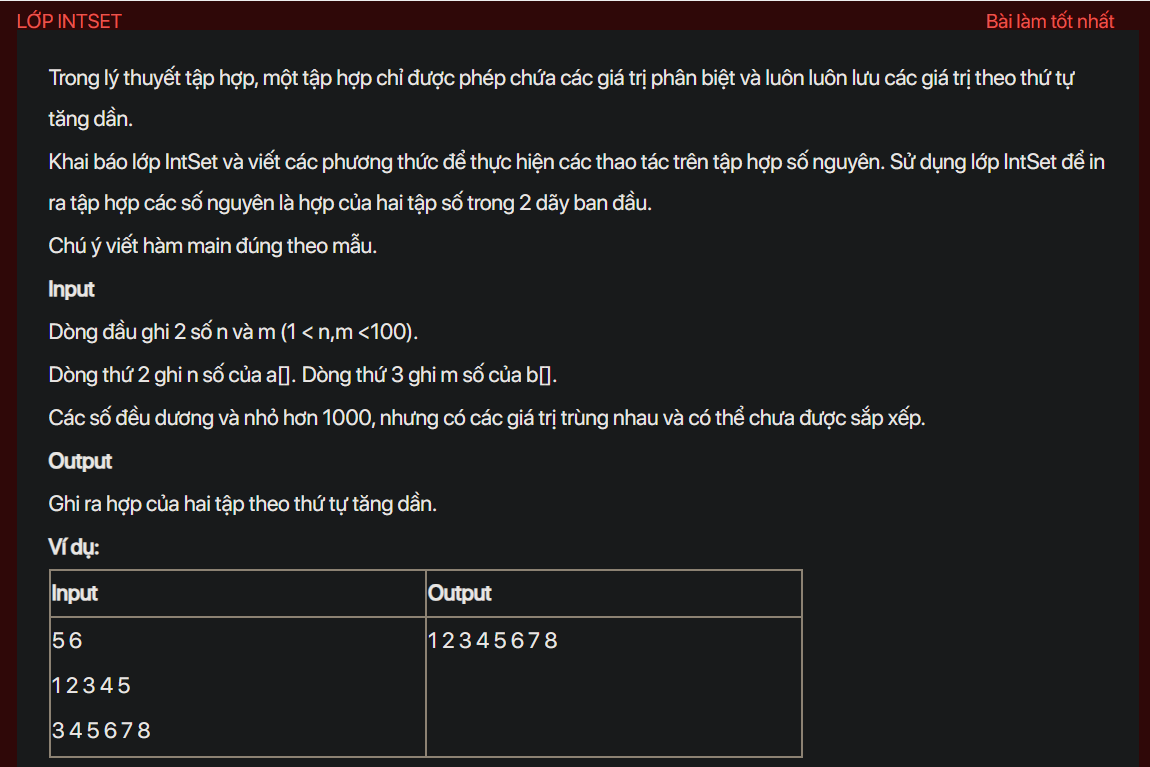 LỚP INTSET
Bài làm tốt nhất
Trong lý thuyết tập hợp, một tập hợp chỉ được phép chứa các giá trị phân biệt và luôn luôn lưu các giá trị theo thứ tự
tăng dần.
Khai báo lớp IntSet và viết các phương thức để thực hiện các thao tác trên tập hợp số nguyên. Sử dụng lớp IntSet để in
ra tập hợp các số nguyên là hợp của hai tập số trong 2 dãy ban đầu.
Chú ý viết hàm main đúng theo mẫu.
Input
Dòng đầu ghi 2 số n và m (1 < n,m <100).
Dòng thứ 2 ghi n số của a[]. Dòng thứ 3 ghi m số của b[].
Các số đều dương và nhỏ hơn 1000, nhưng có các giá trị trùng nhau và có thể chưa được sắp xếp.
Output
Ghi ra hợp của hai tập theo thứ tự tăng dần.
Ví dụ:
Input Output
5 6 1 2 3 4 5 6 7 8
1 2 3 4 5
3 4 5 6 7 8